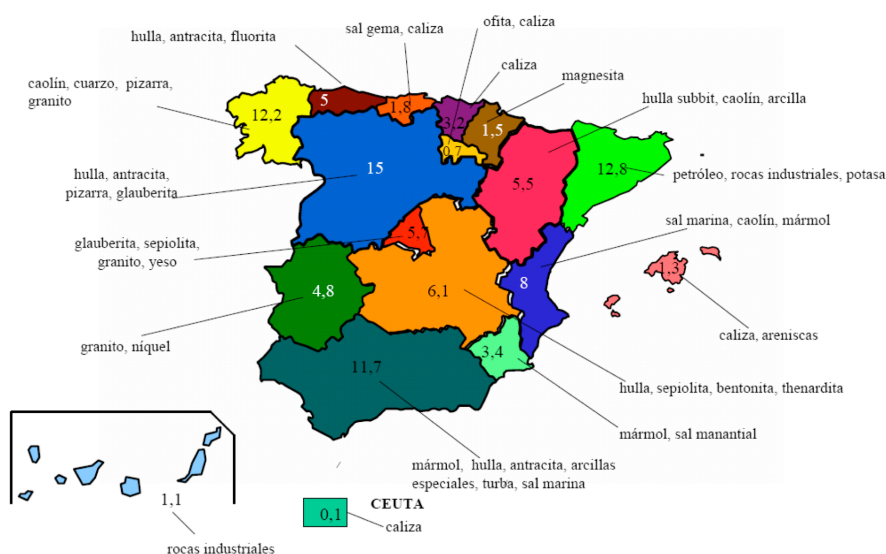 ofita, caliza
sal gema, caliza
hulla, antracita, fluorita
caliza
magnesita
caolín, cuarzo, pizarra,
granito
hulla subbit, caolín, arcilla
12,2
5
1,8
3,2
1,5
0,7
hulla, antracita,
pizarra, glauberita
15
5,5
12,8
petróleo, rocas industriales, potasa
sal marina, caolín, mármol
glauberita, sepiolita,
granito, yeso
5,
4,8
6,1
8
1,3
caliza, areniscas
granito, níquel
3,4
11,7
hulla, sepiolita, bentonita, thenardita
mármol, sal manantial
mármol, hulla, antracita, arcillas
especiales, turba, sal marina
1,1
CEUTA
0,1
caliza
rocas industriales